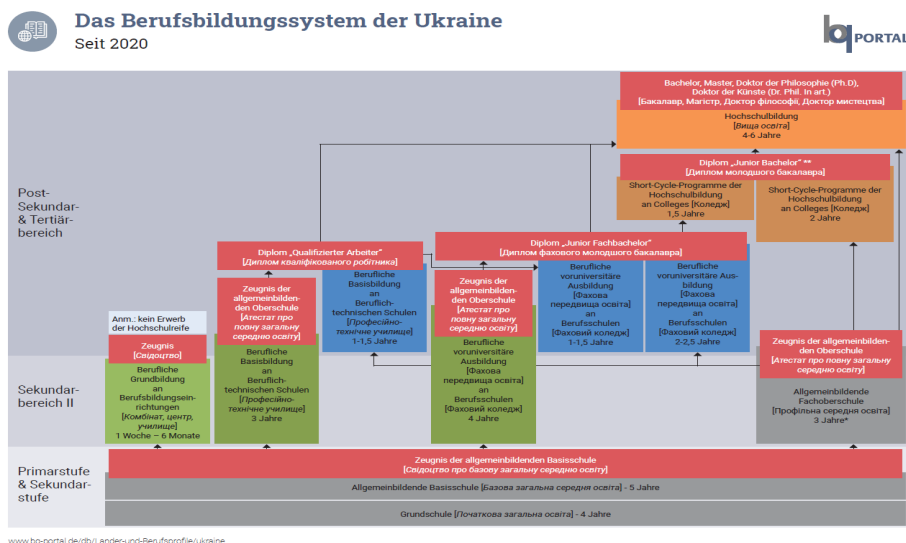 Das Berufsbildungssystem der Ukraine
Seit 2020
bq PORTAL
Bachelor, Master, Doktor der Philosophie (Ph.D),
Doktor der Künste (Dr. Phil. In art.)
[Бакалавр, Магістр, Доктор філософії, Доктор мистецтва]
Hochschulbildung
[Вища освіта]
4-6 Jahre
Diplom „Junior Bachelor" **
[Диплом молодшого бакалавра]
Short-Cycle-Programme der
Hochschulbildung
an Colleges [Коледж]
1,5 Jahre
Short-Cycle-Programme der
Hochschulbildung
an Colleges [Коледж]
2 Jahre
Post-
Sekundar-
& Tertiär-
bereich
Diplom „Qualifizierter Arbeiter"
[Диплом кваліфікованого робітника]
Diplom „Junior Fachbachelor"
[Диплом фахового молодшого бакалавра]
Zeugnis der
allgemeinbilden-
den Oberschule
[Атестат про
повну загальну
середню освіту]
Berufliche
Basisbildung
an
Beruflich-
technischen Schulen
[Професійно-
технічне училище]
1-1,5 Jahre
Zeugnis der
allgemeinbilden-
den Oberschule
[Атестат про
повну загальну
середню освіту]
Berufliche
voruniversitäre
Ausbildung
[Фахова
передвища освіта]
an Berufsschulen
[Фаховий коледж]
1-1,5 Jahre
Berufliche
voruniversitäre Aus-
bildung
[Фахова
передвища освіта]
an Berufsschulen
[Фаховий коледж]
2-2,5 Jahre
Anm.: kein Erwerb
der Hochschulreife
Zeugnis
[Свідоцтво]
Zeugnis der allgemeinbilden-
den Oberschule
[Атестат про повну загальну
середню освіту]
Sekundar-
bereich II
Berufliche
Grundbildung
an
Berufsbildungsein-
richtungen
[Комбінат, центр,
училище]
1 Woche – 6 Monate
Berufliche
Basisbildung
an
Beruflich-
technischen Schulen
[Професійно-
технічне училище]
3 Jahre
Berufliche
voruniversitäre
Ausbildung
[Фахова
передвища освіта]
an Berufsschulen
[Фаховий коледж]
4 Jahre
Allgemeinbildende
Fachoberschule
[Профільна середня освіта]
3 Jahre*
Primarstufe
& Sekundar-
stufe
Zeugnis der allgemeinbildenden Basisschule
[Свідоцтво про базову загальну середню освіту]
Allgemeinbildende Basisschule [Базова загальна середня освіта] - 5 Jahre
Grundschule [Початкова загальна освіта] - 4 Jahre
www.bq-portal.de/db/Länder-und-Berufsprofile/ukraine